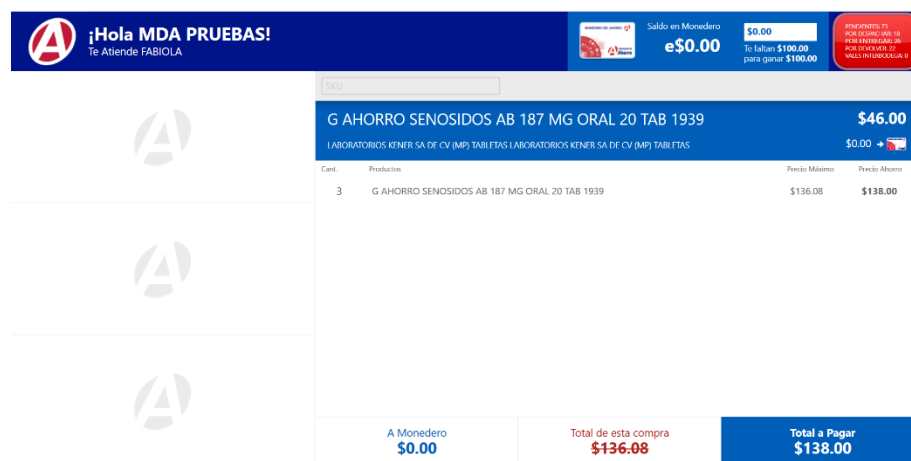 ¡Hola MDA PRUEBAS!
Te Atiende FABIOLA
Saldo en Monedero
e$0.00
$0.00
Te faltan $100.00
para ganar $100.00
PENDIENTES: 75
POR DESPACHAR: 18
POR ENTREGAR: 36
POR DEVOLVER: 22
VALES INTERBODEGA: 0
SKU
G AHORRO SENOSIDOS AB 187 MG ORAL 20 TAB 1939
$46.00
LABORATORIOS KENER SA DE CV (MP) TABLETAS LABORATORIOS KENER SA DE CV (MP) TABLETAS
$0.00
Cant. Productos Precio Máximo Precio Ahorro
3 G AHORRO SENOSIDOS AB 187 MG ORAL 20 TAB 1939 $136.08 $138.00
A Monedero
$0.00
Total de esta compra
$136.08
Total a Pagar
$138.00